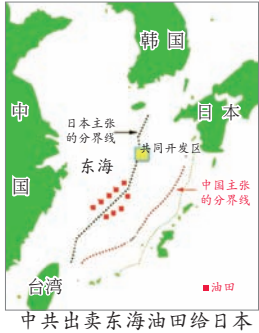 韩国
中国
日本
日本主张
的分界线
共同开发区
东海
中国主张
的分界线
台湾
油田
中共出卖东海油田给日本